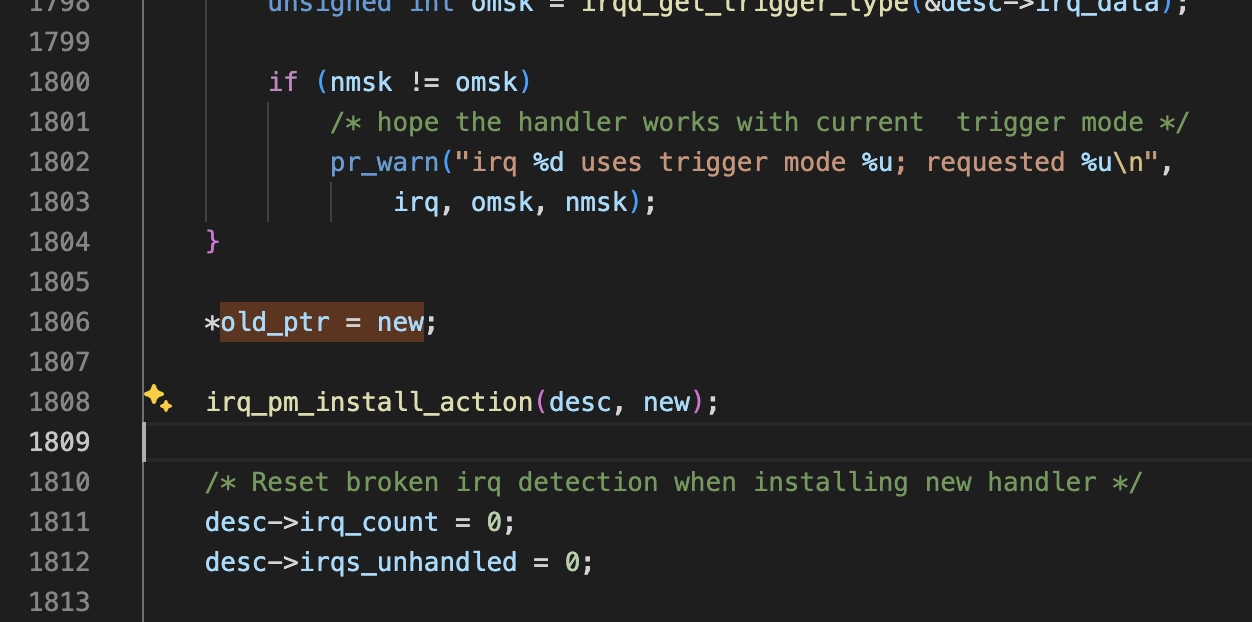 1798 unsigned int omsk = irqd_get_trigger_type(&desc->irq_data);
1799
1800 if (nmsk != omsk)
1801 /* hope the handler works with current  trigger mode */
1802 pr_warn("irq %d uses trigger mode %u; requested %u\n",
1803 irq, omsk, nmsk);
1804 }
1805
1806 *old_ptr = new;
1807
1808 irq_pm_install_action(desc, new);
1809
1810 /* Reset broken irq detection when installing new handler */
1811 desc->irq_count = 0;
1812 desc->irqs_unhandled = 0;
1813